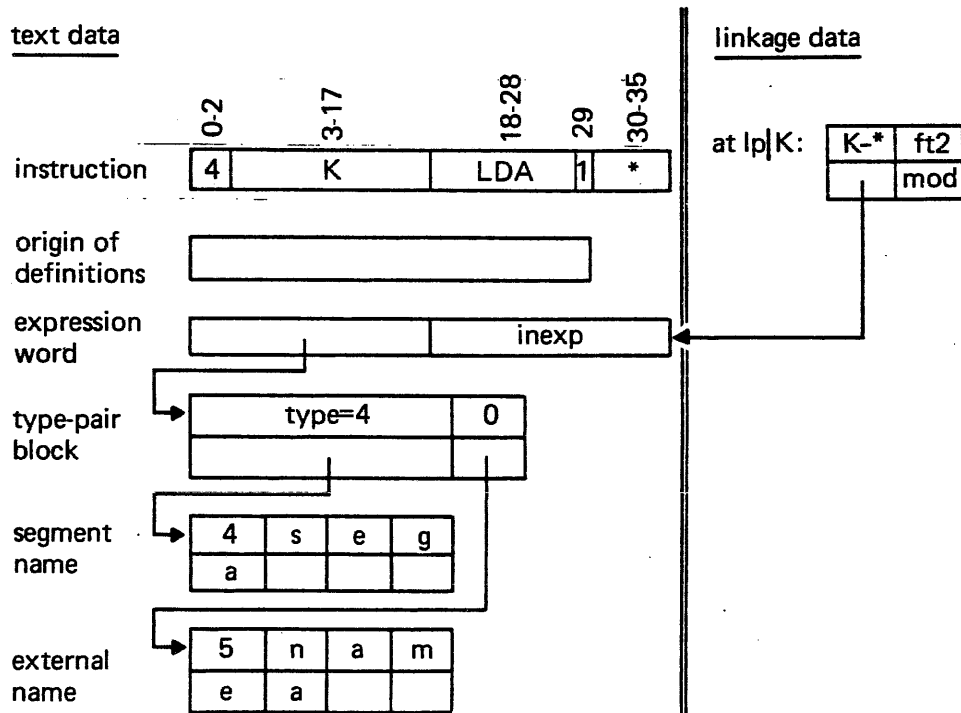 text data
linkage data
0-2 3-17 18-28 29 30-35
instruction 4 K LDA 1 *
at lp|K: K-* ft2
mod
origin of
definitions
expression
word
inexp
type-pair
block
type=4 0
segment
name
4 s e g
a
external
name
5 n a m
e a